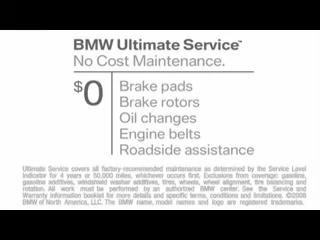 BMW Ultimate Service™
No Cost Maintenance.
$0
Brake pads
Brake rotors
Oil changes
Engine belts
Roadside assistance
Ultimate Service covers all factory-recommended maintenance as determined by the Service Level
Indicator for 4 years or 50,000 miles, whichever occurs first. Exclusions from coverage: gasoline,
gasoline additives, windshield washer additives, tires, wheels, wheel alignment, tire balancing and
rotation. All work must be performed by an authorized BMW center. See the Service and
Warranty information booklet for more details and specific terms, conditions and limitations. ©2008
BMW of North America, LLC. The BMW name, model names and logo are registered trademarks.